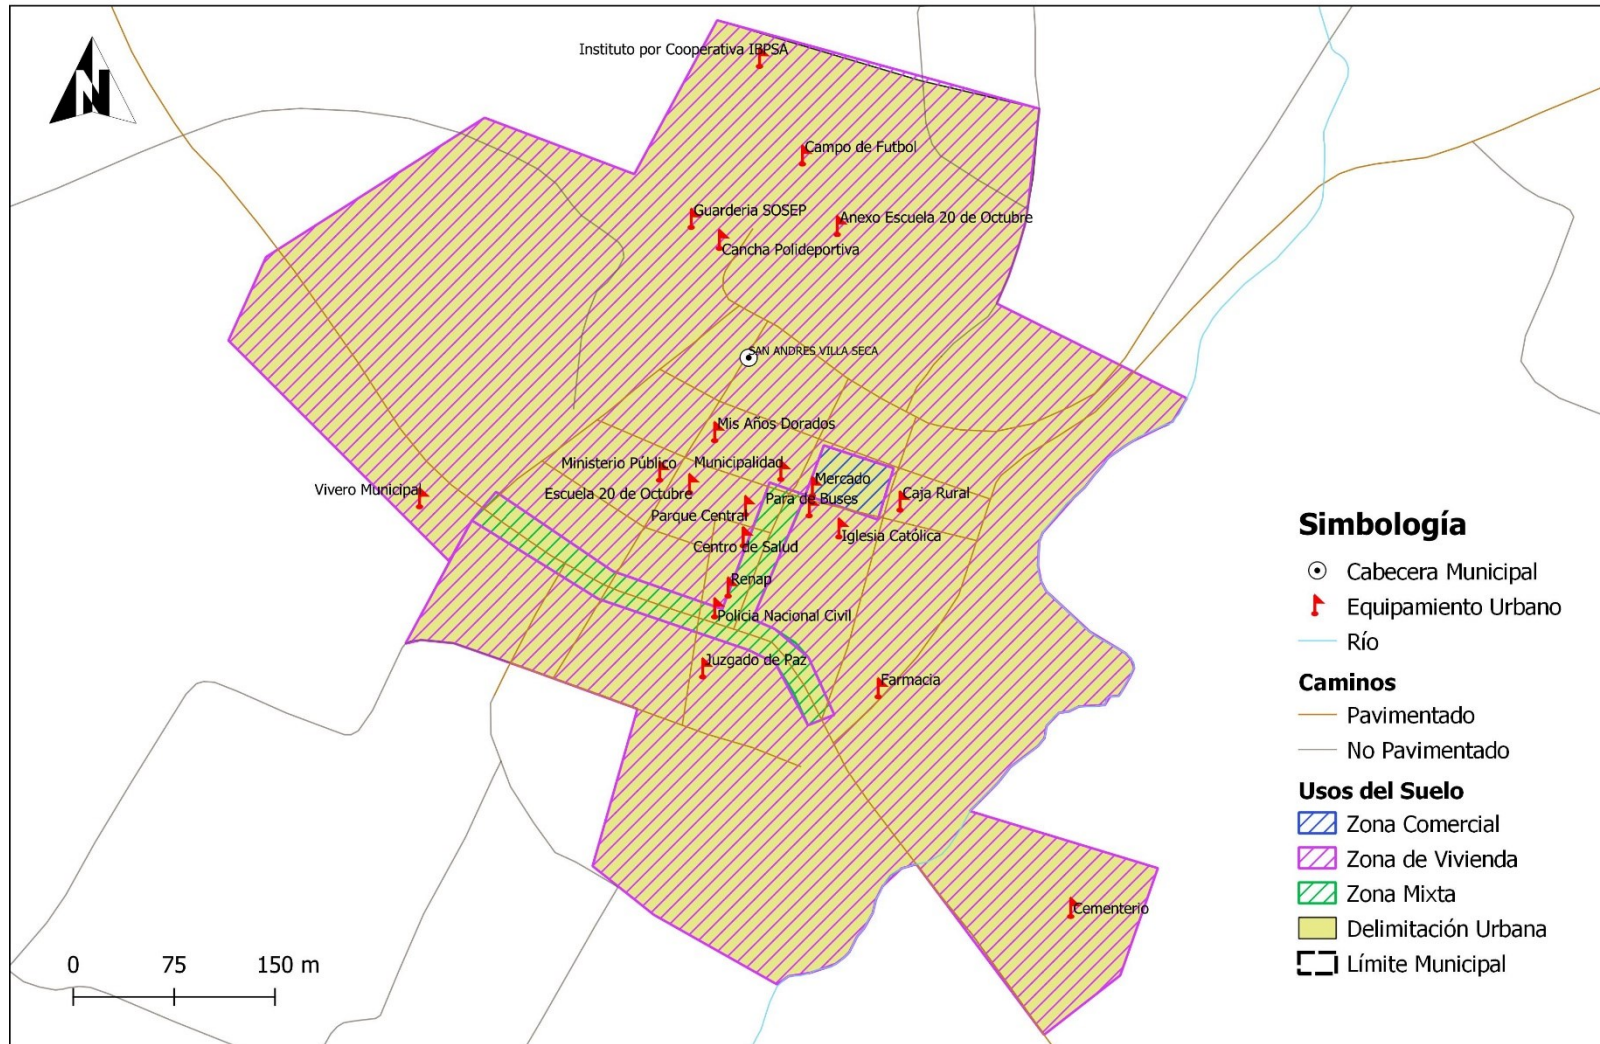 Instituto por Cooperativa IBPSA
N
Campo de Futbol
Guarderia SOSEP
Anexo Escuela 20 de Octubre
Cancha Polideportiva
SAN ANDRES VILLA SECA
Mis Años Dorados
Ministerio Público
Municipalidad
Mercado
Vivero Municipal
Escuela 20 de Octubre
Para de Buses
Caja Rural
Parque Central
Iglesia Católica
Centro de Salud
Renap
Policia Nacional Civil
Juzgado de Paz
Farmacia
Cementerio
0 75 150 m
Simbología
Cabecera Municipal
Equipamiento Urbano
Río
Caminos
Pavimentado
No Pavimentado
Usos del Suelo
Zona Comercial
Zona de Vivienda
Zona Mixta
Delimitación Urbana
Límite Municipal